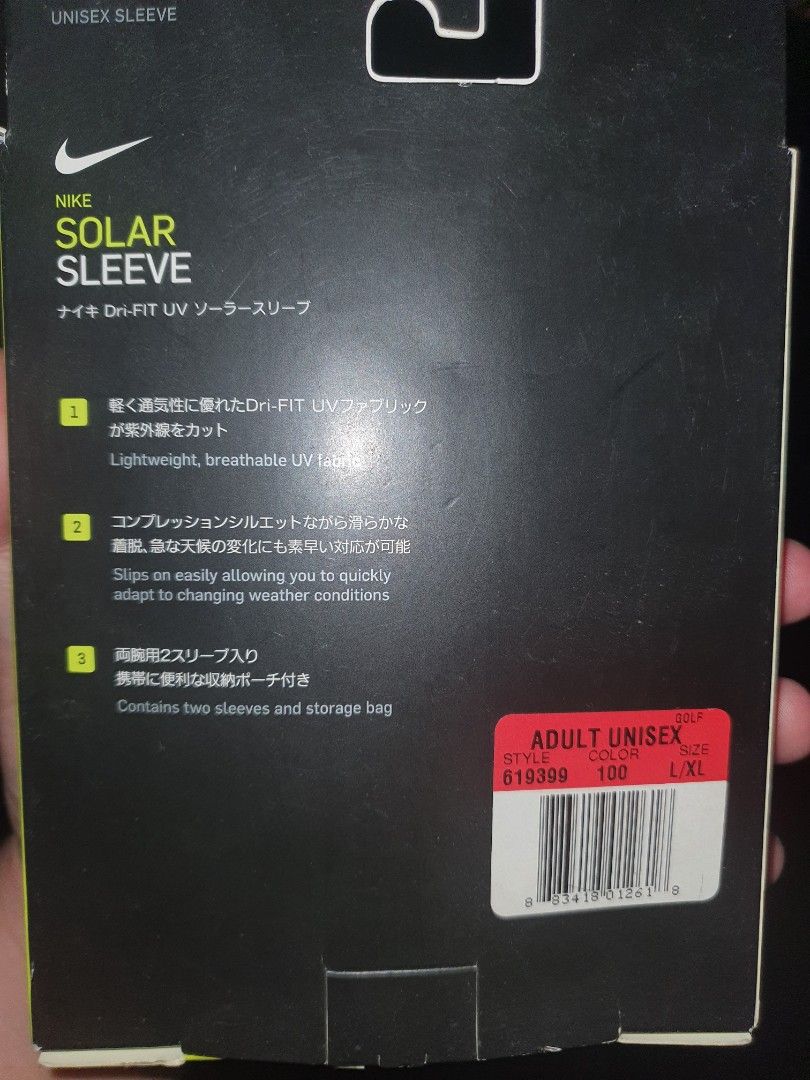 UNISEX SLEEVE
NIKE
SOLAR
SLEEVE
ナイキ Dri-FIT UV ソーラースリーブ
1
軽く通気性に優れたDri-FIT UVファブリック
が紫外線をカット
Lightweight, breathable UV fabric
2
コンプレッションシルエットながら滑らかな
着脱、急な天候の変化にも素早い対応が可能
Slips on easily allowing you to quickly
adapt to changing weather conditions
3
両腕用2スリーブ入り
携帯に便利な収納ポーチ付き
Contains two sleeves and storage bag
GOLF
ADULT UNISEX
STYLE COLOR SIZE
619399 100 L/XL
8 83418 01261 8